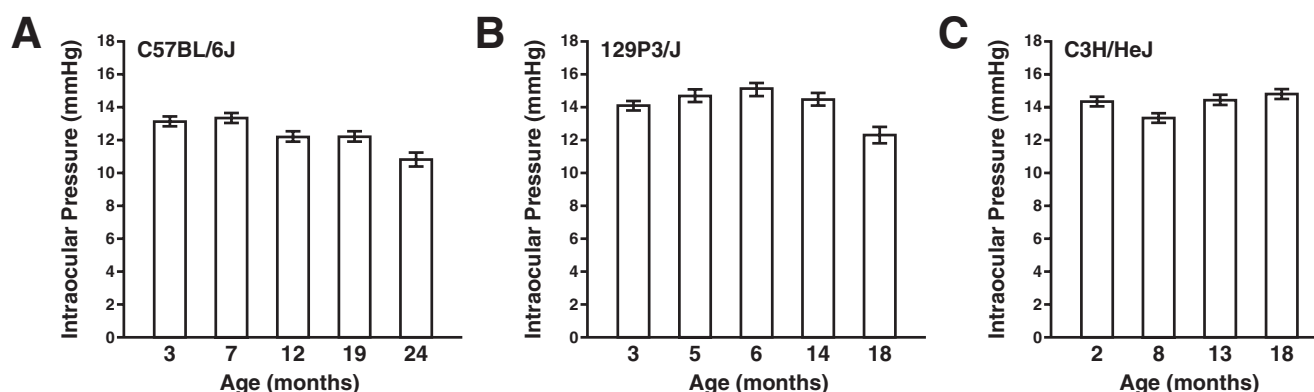 A
C57BL/6J
Intraocular Pressure (mmHg)
18
16
14
12
10
8
6
4
2
0
3 7 12 19 24
Age (months)
B
129P3/J
Intraocular Pressure (mmHg)
18
16
14
12
10
8
6
4
2
0
3 5 6 14 18
Age (months)
C
C3H/HeJ
Intraocular Pressure (mmHg)
18
16
14
12
10
8
6
4
2
0
2 8 13 18
Age (months)